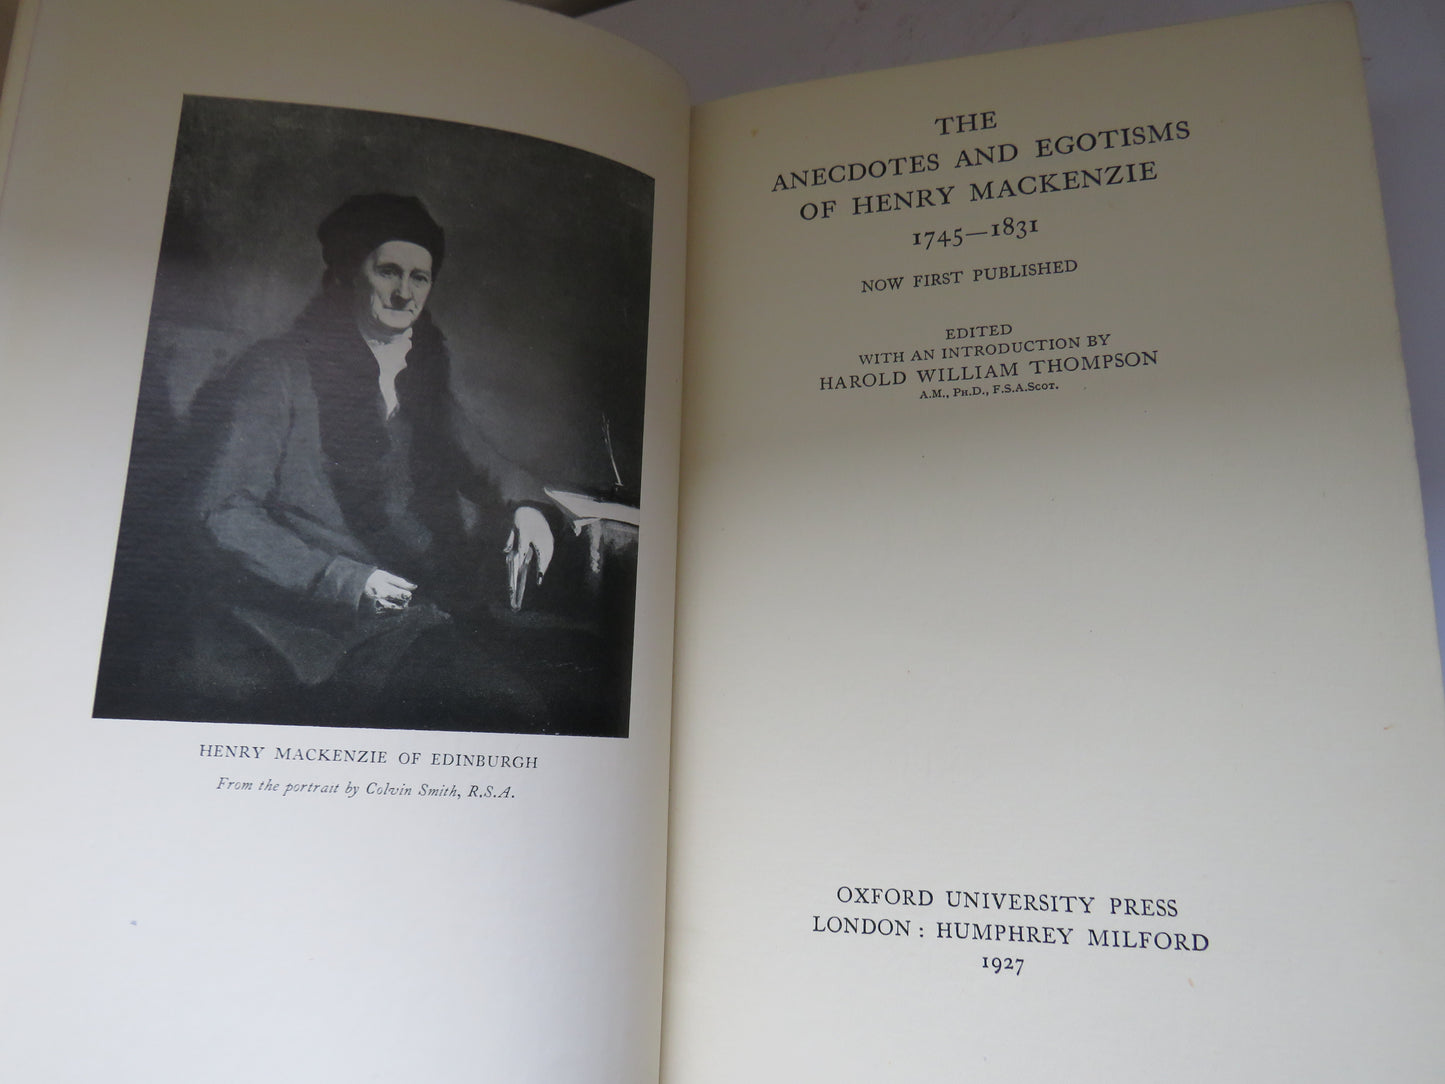 HENRY MACKENZIE OF EDINBURGH
From the portrait by Colvin Smith, R.S.A.
THE
ANECDOTES AND EGOTISMS
OF HENRY MACKENZIE
1745—1831
NOW FIRST PUBLISHED
EDITED
WITH AN INTRODUCTION BY
HAROLD WILLIAM THOMPSON
A.M., PH.D., F.S.A.SCOT.
OXFORD UNIVERSITY PRESS
LONDON : HUMPHREY MILFORD
1927